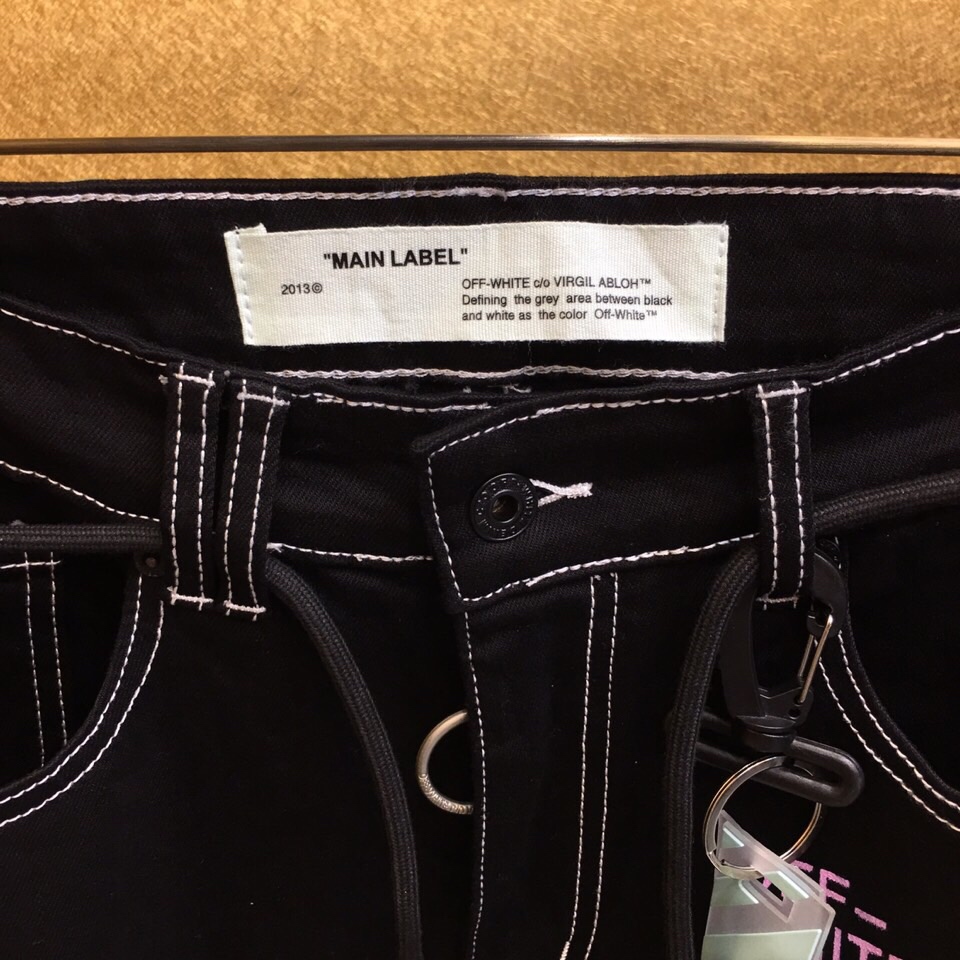 "MAIN LABEL"
2013©
OFF-WHITE c/o VIRGIL ABLOH™
Defining the grey area between black
and white as the color Off-White™